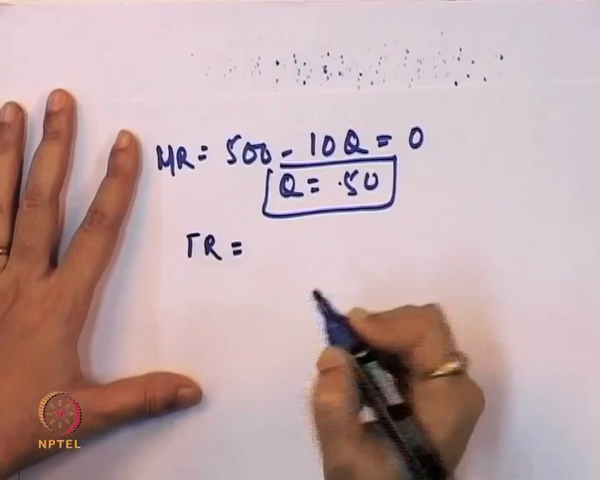 MR = 500 - 10Q = 0
Q = 50
TR =
NPTEL